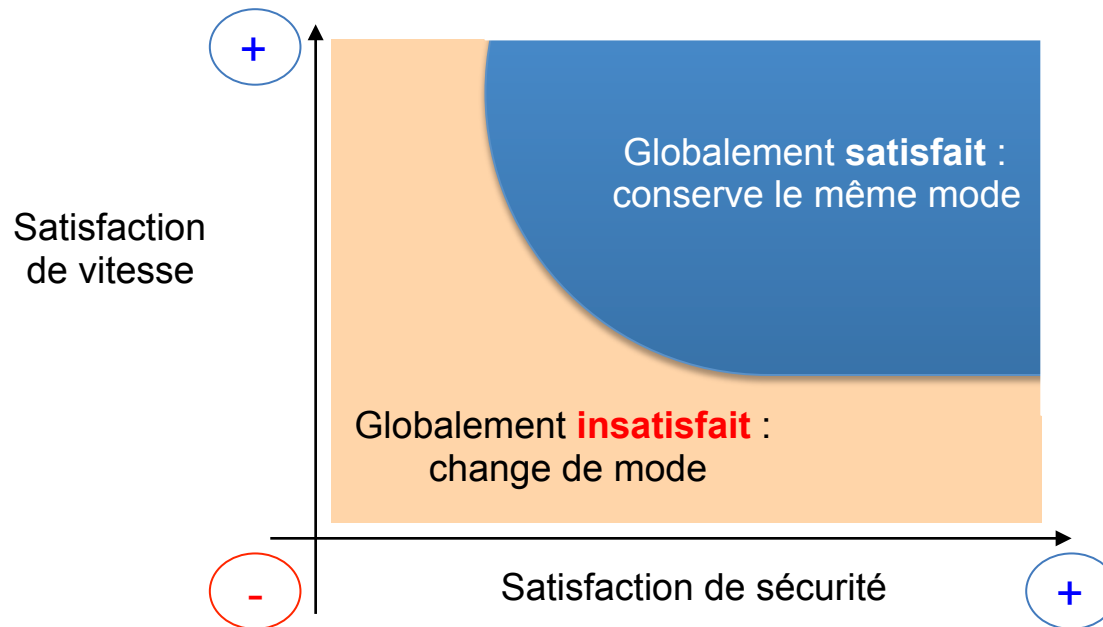 +
Globalement satisfait :
conserve le même mode
Satisfaction
de vitesse
Globalement insatisfait :
change de mode
-
Satisfaction de sécurité
+